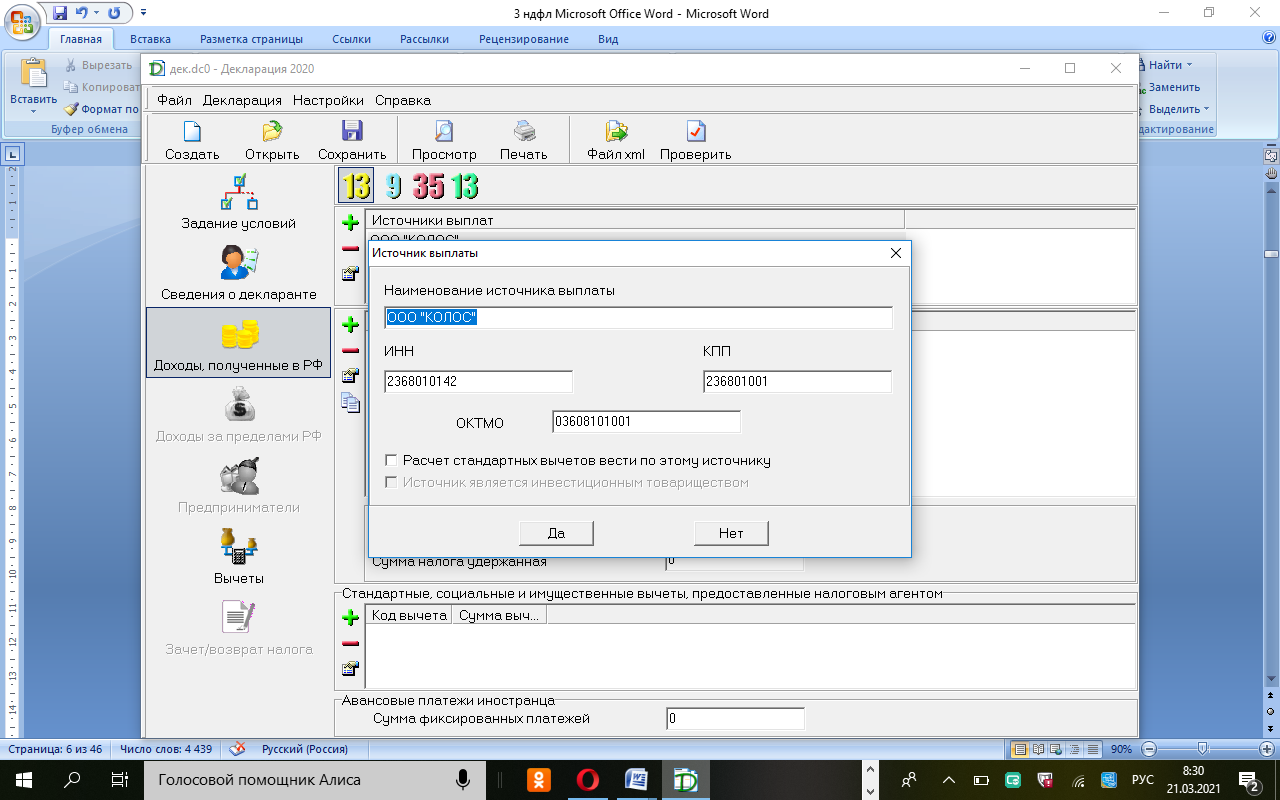 3 ндфл Microsoft Office Word - Microsoft Word
Главная Вставка Разметка страницы Ссылки Рассылки Рецензирование Вид
Вставить
Вырезать
Копироват
Формат по
Буфер обмена
Найти
Заменить
Выделить
дактирование
дек.dc0 - Декларация 2020
Файл Декларация Настройки Справка
Создать Открыть Сохранить Просмотр Печать Файл xml Проверить
13 9 35 13
Задание условий
Сведения о декларанте
Доходы, полученные в РФ
Доходы за пределами РФ
Предприниматели
Вычеты
Зачет/возврат налога
Источники выплат
ООО "КОЛОС"
Источник выплаты
Наименование источника выплаты
ООО "КОЛОС"
ИНН КПП
2368010142 236801001
ОКТМО 03608101001
Расчет стандартных вычетов вести по этому источнику
Источник является инвестиционным товариществом
Да Нет
Сумма налога удержанная 0
Стандартные, социальные и имущественные вычеты, предоставленные налоговым агентом
Код вычета Сумма выч...
Авансовые платежи иностранца
Сумма фиксированных платежей 0
Страница: 6 из 46 Число слов: 4 439 Русский (Россия) 90%
Голосовой помощник Алиса
РУС
8:30
21.03.2021
2